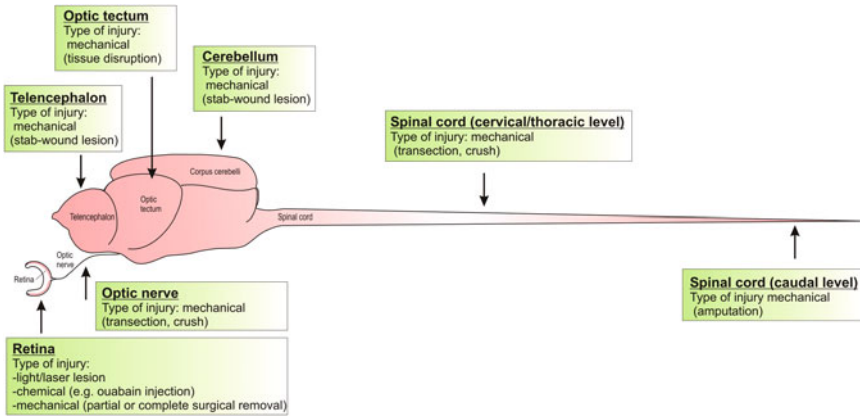 Optic tectum
Type of injury:
mechanical
(tissue disruption)
Cerebellum
Type of injury:
mechanical
(stab-wound lesion)
Telencephalon
Type of injury:
mechanical
(stab-wound lesion)
Spinal cord (cervical/thoracic level)
Type of injury: mechanical
(transection, crush)
Corpus cerebelli
Optic
tectum
Telencephalon
Spinal cord
Optic
nerve
Retina
Optic nerve
Type of injury: mechanical
(transection, crush)
Spinal cord (caudal level)
Type of injury mechanical
(amputation)
Retina
Type of injury:
-light/laser lesion
-chemical (e.g. ouabain injection)
-mechanical (partial or complete surgical removal)